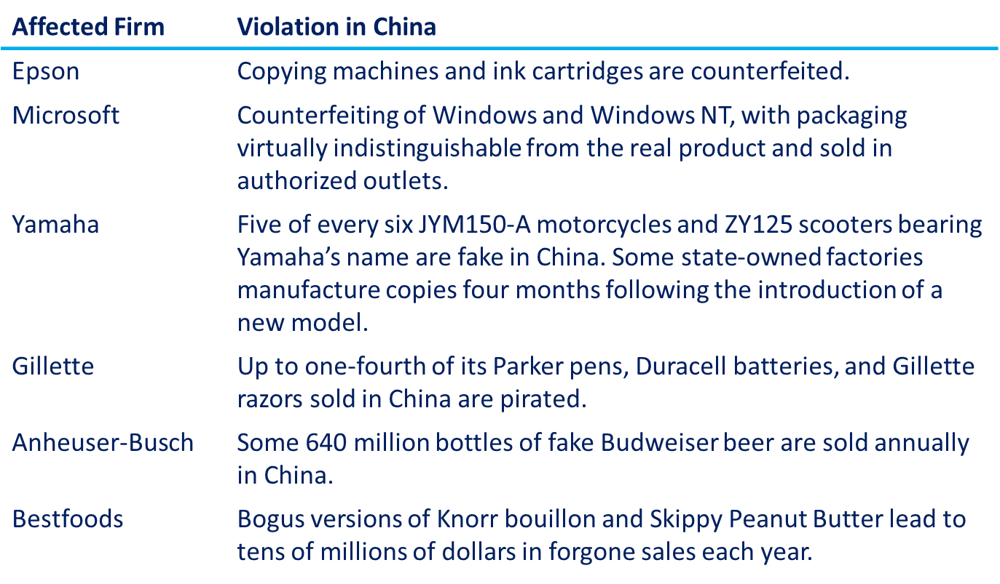 Affected Firm Violation in China
Epson Copying machines and ink cartridges are counterfeited.
Microsoft Counterfeiting of Windows and Windows NT, with packaging
virtually indistinguishable from the real product and sold in
authorized outlets.
Yamaha Five of every six JYM150-A motorcycles and ZY125 scooters bearing
Yamaha’s name are fake in China. Some state-owned factories
manufacture copies four months following the introduction of a
new model.
Gillette Up to one-fourth of its Parker pens, Duracell batteries, and Gillette
razors sold in China are pirated.
Anheuser-Busch Some 640 million bottles of fake Budweiser beer are sold annually
in China.
Bestfoods Bogus versions of Knorr bouillon and Skippy Peanut Butter lead to
tens of millions of dollars in forgone sales each year.